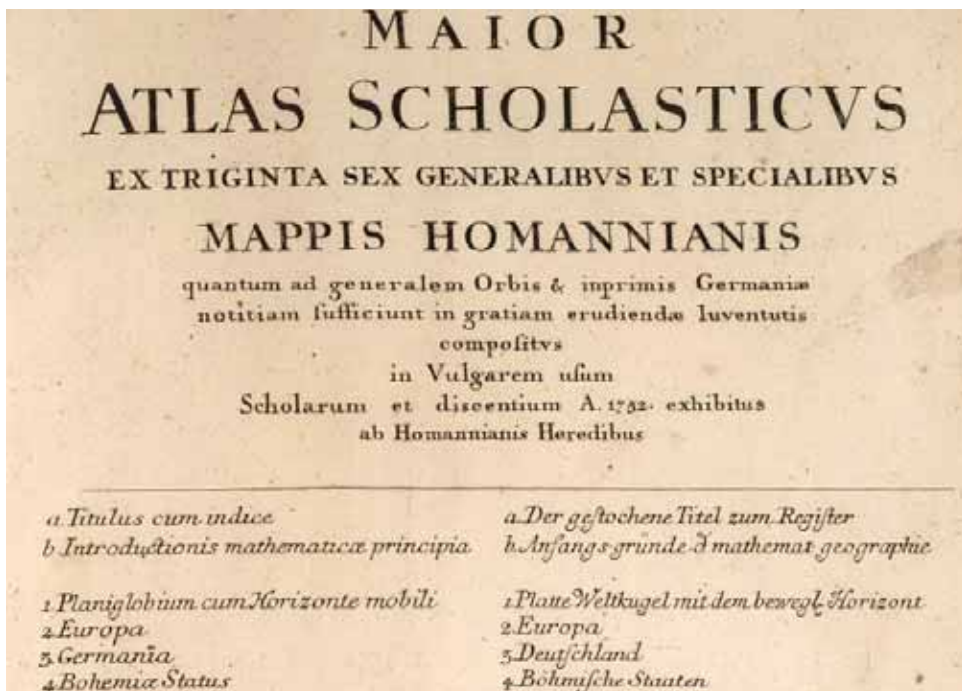 MAIOR
ATLAS SCHOLASTICVS
EX TRIGINTA SEX GENERALIBVS ET SPECIALIBVS
MAPPIS HOMANNIANIS
quantum ad generalem Orbis & inprimis Germaniæ
notitiam ſufficiunt in gratiam erudiendæ Iuventutis
compoſitvs
in Vulgarem uſum
Scholarum et discentium A. 1752. exhibitus
ab Homannianis Heredibus
a. Titulus cum indice
b. Introductionis mathematicæ principia
1. Planiglobium cum Horizonte mobili
2. Europa
3. Germania
4. Bohemiæ Status
a. Der geſtochene Titel zum Regiſter
b. Anfangs-gründe d mathemat geographie
1. Platte Weltkugel mit dem bewegl. Horizont
2. Europa
3. Deutſchland
4. Böhmiſche Staaten